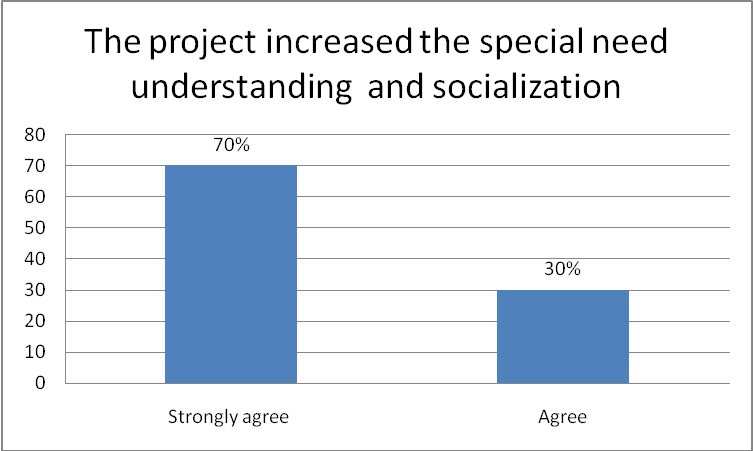 The project increased the special need
understanding and socialization
80
70
60
50
40
30
20
10
0
70%
30%
Strongly agree
Agree